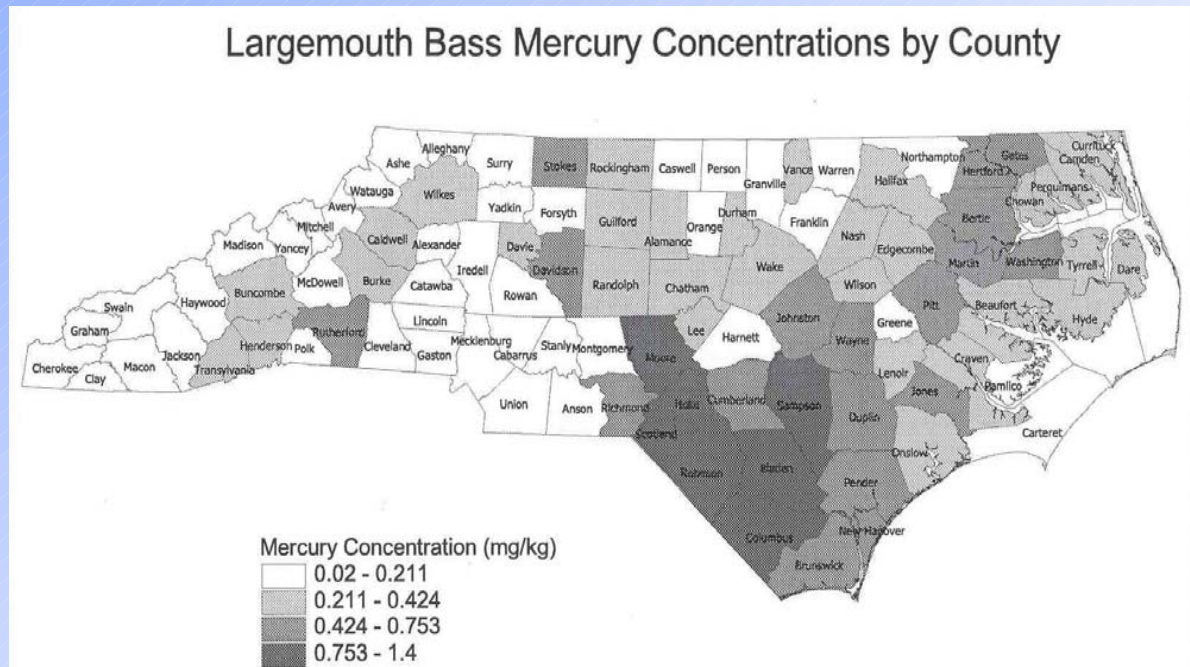 Largemouth Bass Mercury Concentrations by County
Alleghany
Ashe
Surry
Stokes
Rockingham
Caswell
Person
Granville
Vance
Warren
Northampton
Hertford
Gates
Currituck
Camden
Watauga
Wilkes
Yadkin
Forsyth
Guilford
Alamance
Orange
Durham
Franklin
Halifax
Perquimans
Chowan
Bertie
Avery
Mitchell
Yancey
Madison
Caldwell
Alexander
Iredell
Davie
Davidson
Randolph
Chatham
Wake
Nash
Edgecombe
Martin
Washington
Tyrrell
Dare
Swain
Haywood
Buncombe
McDowell
Burke
Catawba
Rowan
Wilson
Pitt
Beaufort
Hyde
Graham
Jackson
Henderson
Rutherford
Polk
Cleveland
Lincoln
Gaston
Mecklenburg
Cabarrus
Stanly
Montgomery
Moore
Lee
Harnett
Johnston
Wayne
Greene
Lenoir
Craven
Pamlico
Cherokee
Clay
Macon
Transylvania
Union
Anson
Richmond
Scotland
Hoke
Cumberland
Sampson
Duplin
Jones
Carteret
Onslow
Robeson
Bladen
Pender
Columbus
New Hanover
Brunswick
Mercury Concentration (mg/kg)
0.02 - 0.211
0.211 - 0.424
0.424 - 0.753
0.753 - 1.4